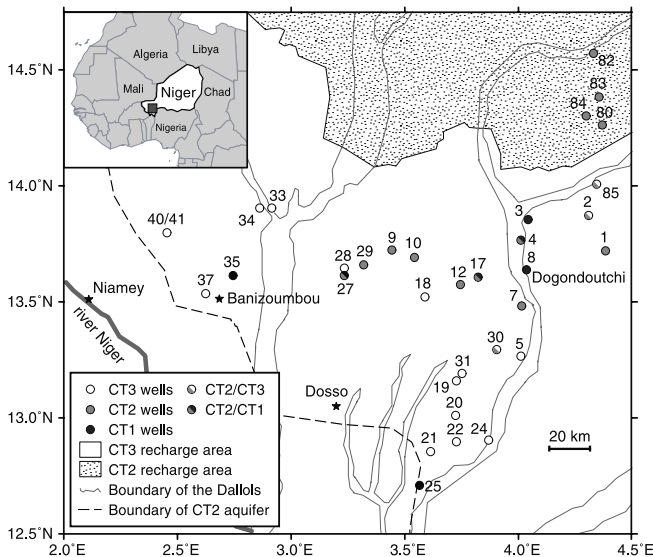 14.5°N
14.0°N
13.5°N
13.0°N
12.5°N
2.0°E
2.5°E
3.0°E
3.5°E
4.0°E
4.5°E
Algeria
Libya
Mali
Niger
Chad
Nigeria
82
83
84
80
85
33
34
40/41
3
2
9
29
10
4
1
35
28
8
17
12
27
37
18
Dogondoutchi
Niamey
Banizoumbou
7
river Niger
30
5
31
19
Dosso
20
22
24
21
25
20 km
CT3 wells
CT2/CT3
CT2 wells
CT2/CT1
CT1 wells
CT3 recharge area
CT2 recharge area
Boundary of the Dallols
Boundary of CT2 aquifer